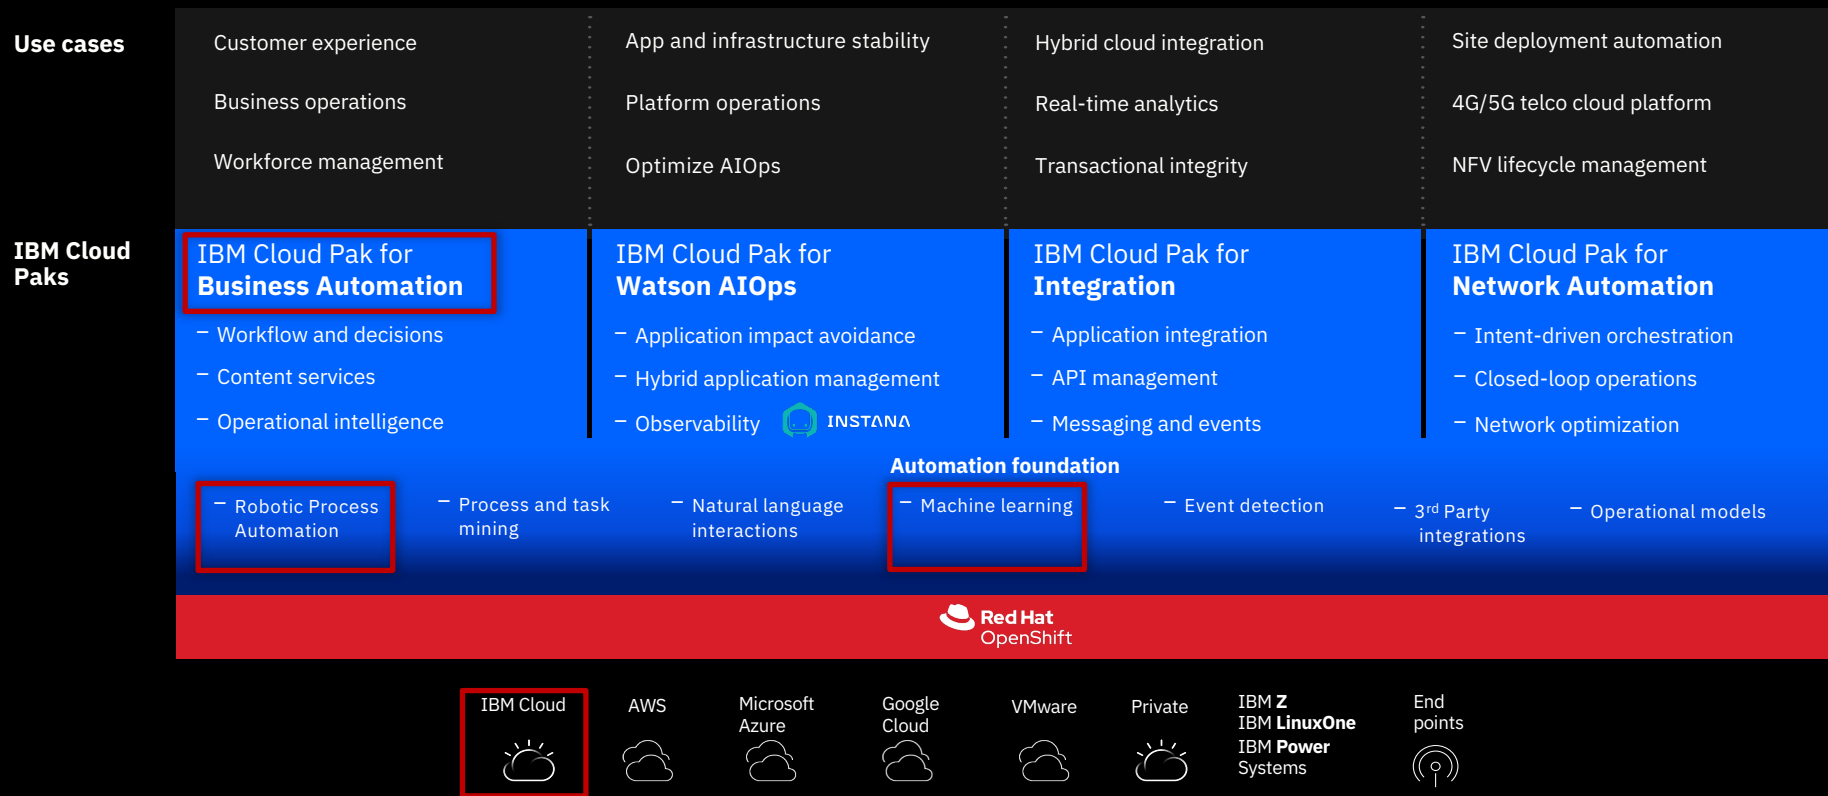 Use cases
Customer experience
Business operations
Workforce management
App and infrastructure stability
Platform operations
Optimize AIOps
Hybrid cloud integration
Real-time analytics
Transactional integrity
Site deployment automation
4G/5G telco cloud platform
NFV lifecycle management
IBM Cloud
Paks
IBM Cloud Pak for
Business Automation
– Workflow and decisions
– Content services
– Operational intelligence
IBM Cloud Pak for
Watson AIOps
– Application impact avoidance
– Hybrid application management
– Observability INSTANA
IBM Cloud Pak for
Integration
– Application integration
– API management
– Messaging and events
IBM Cloud Pak for
Network Automation
– Intent-driven orchestration
– Closed-loop operations
– Network optimization
Automation foundation
– Robotic Process
Automation
– Process and task
mining
– Natural language
interactions
– Machine learning
– Event detection
– 3rd Party
integrations
– Operational models
Red Hat
OpenShift
IBM Cloud
AWS
Microsoft
Azure
Google
Cloud
VMware
Private
IBM Z
IBM LinuxOne
IBM Power
Systems
End
points